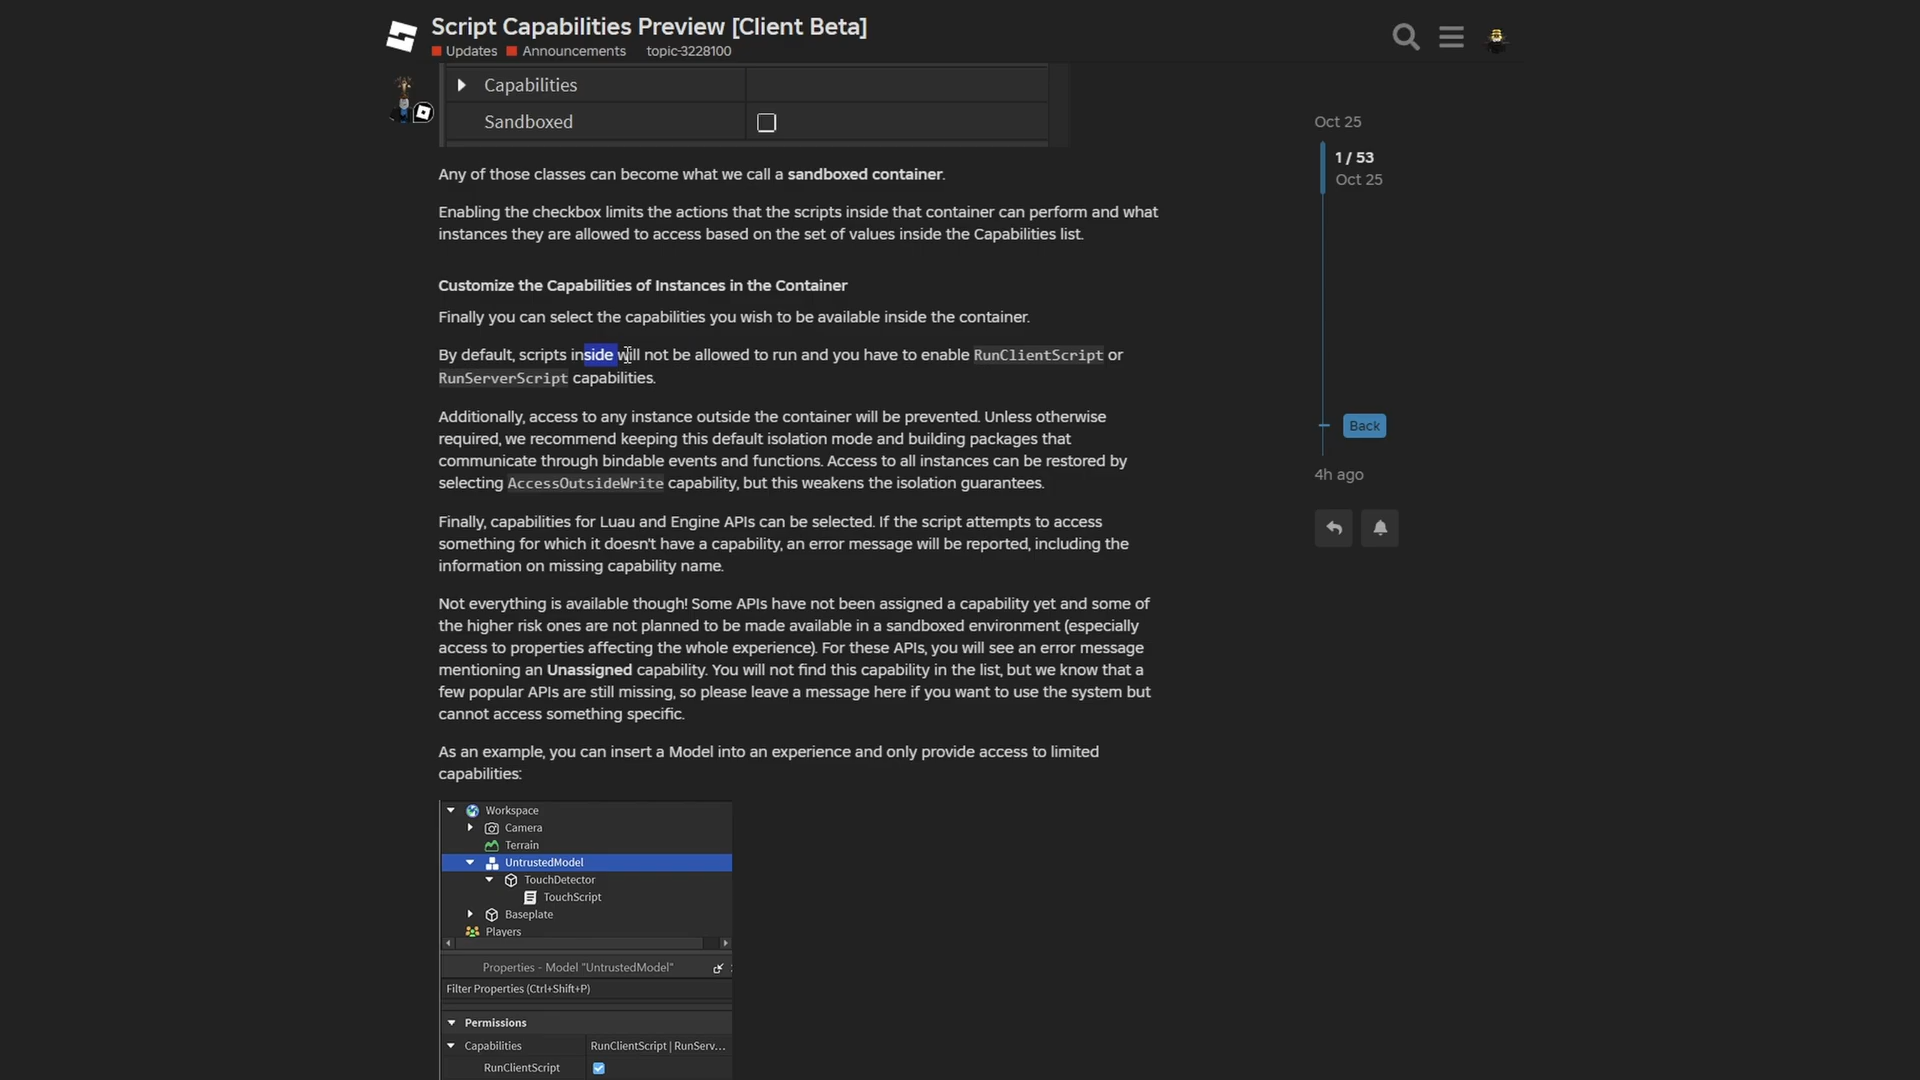 Script Capabilities Preview [Client Beta]
Updates Announcements topic-3228100
Capabilities
Sandboxed
Any of those classes can become what we call a sandboxed container.
Enabling the checkbox limits the actions that the scripts inside that container can perform and what
instances they are allowed to access based on the set of values inside the Capabilities list.
Customize the Capabilities of Instances in the Container
Finally you can select the capabilities you wish to be available inside the container.
By default, scripts inside will not be allowed to run and you have to enable RunClientScript or
RunServerScript capabilities.
Additionally, access to any instance outside the container will be prevented. Unless otherwise
required, we recommend keeping this default isolation mode and building packages that
communicate through bindable events and functions. Access to all instances can be restored by
selecting AccessOutsideWrite capability, but this weakens the isolation guarantees.
Finally, capabilities for Luau and Engine APIs can be selected. If the script attempts to access
something for which it doesn't have a capability, an error message will be reported, including the
information on missing capability name.
Not everything is available though! Some APIs have not been assigned a capability yet and some of
the higher risk ones are not planned to be made available in a sandboxed environment (especially
access to properties affecting the whole experience). For these APIs, you will see an error message
mentioning an Unassigned capability. You will not find this capability in the list, but we know that a
few popular APIs are still missing, so please leave a message here if you want to use the system but
cannot access something specific.
As an example, you can insert a Model into an experience and only provide access to limited
capabilities:
Workspace
Camera
Terrain
UntrustedModel
TouchDetector
TouchScript
Baseplate
Players
Properties - Model "UntrustedModel"
Filter Properties (Ctrl+Shift+P)
Permissions
Capabilities RunClientScript | RunServ...
RunClientScript
Oct 25
1 / 53
Oct 25
Back
4h ago